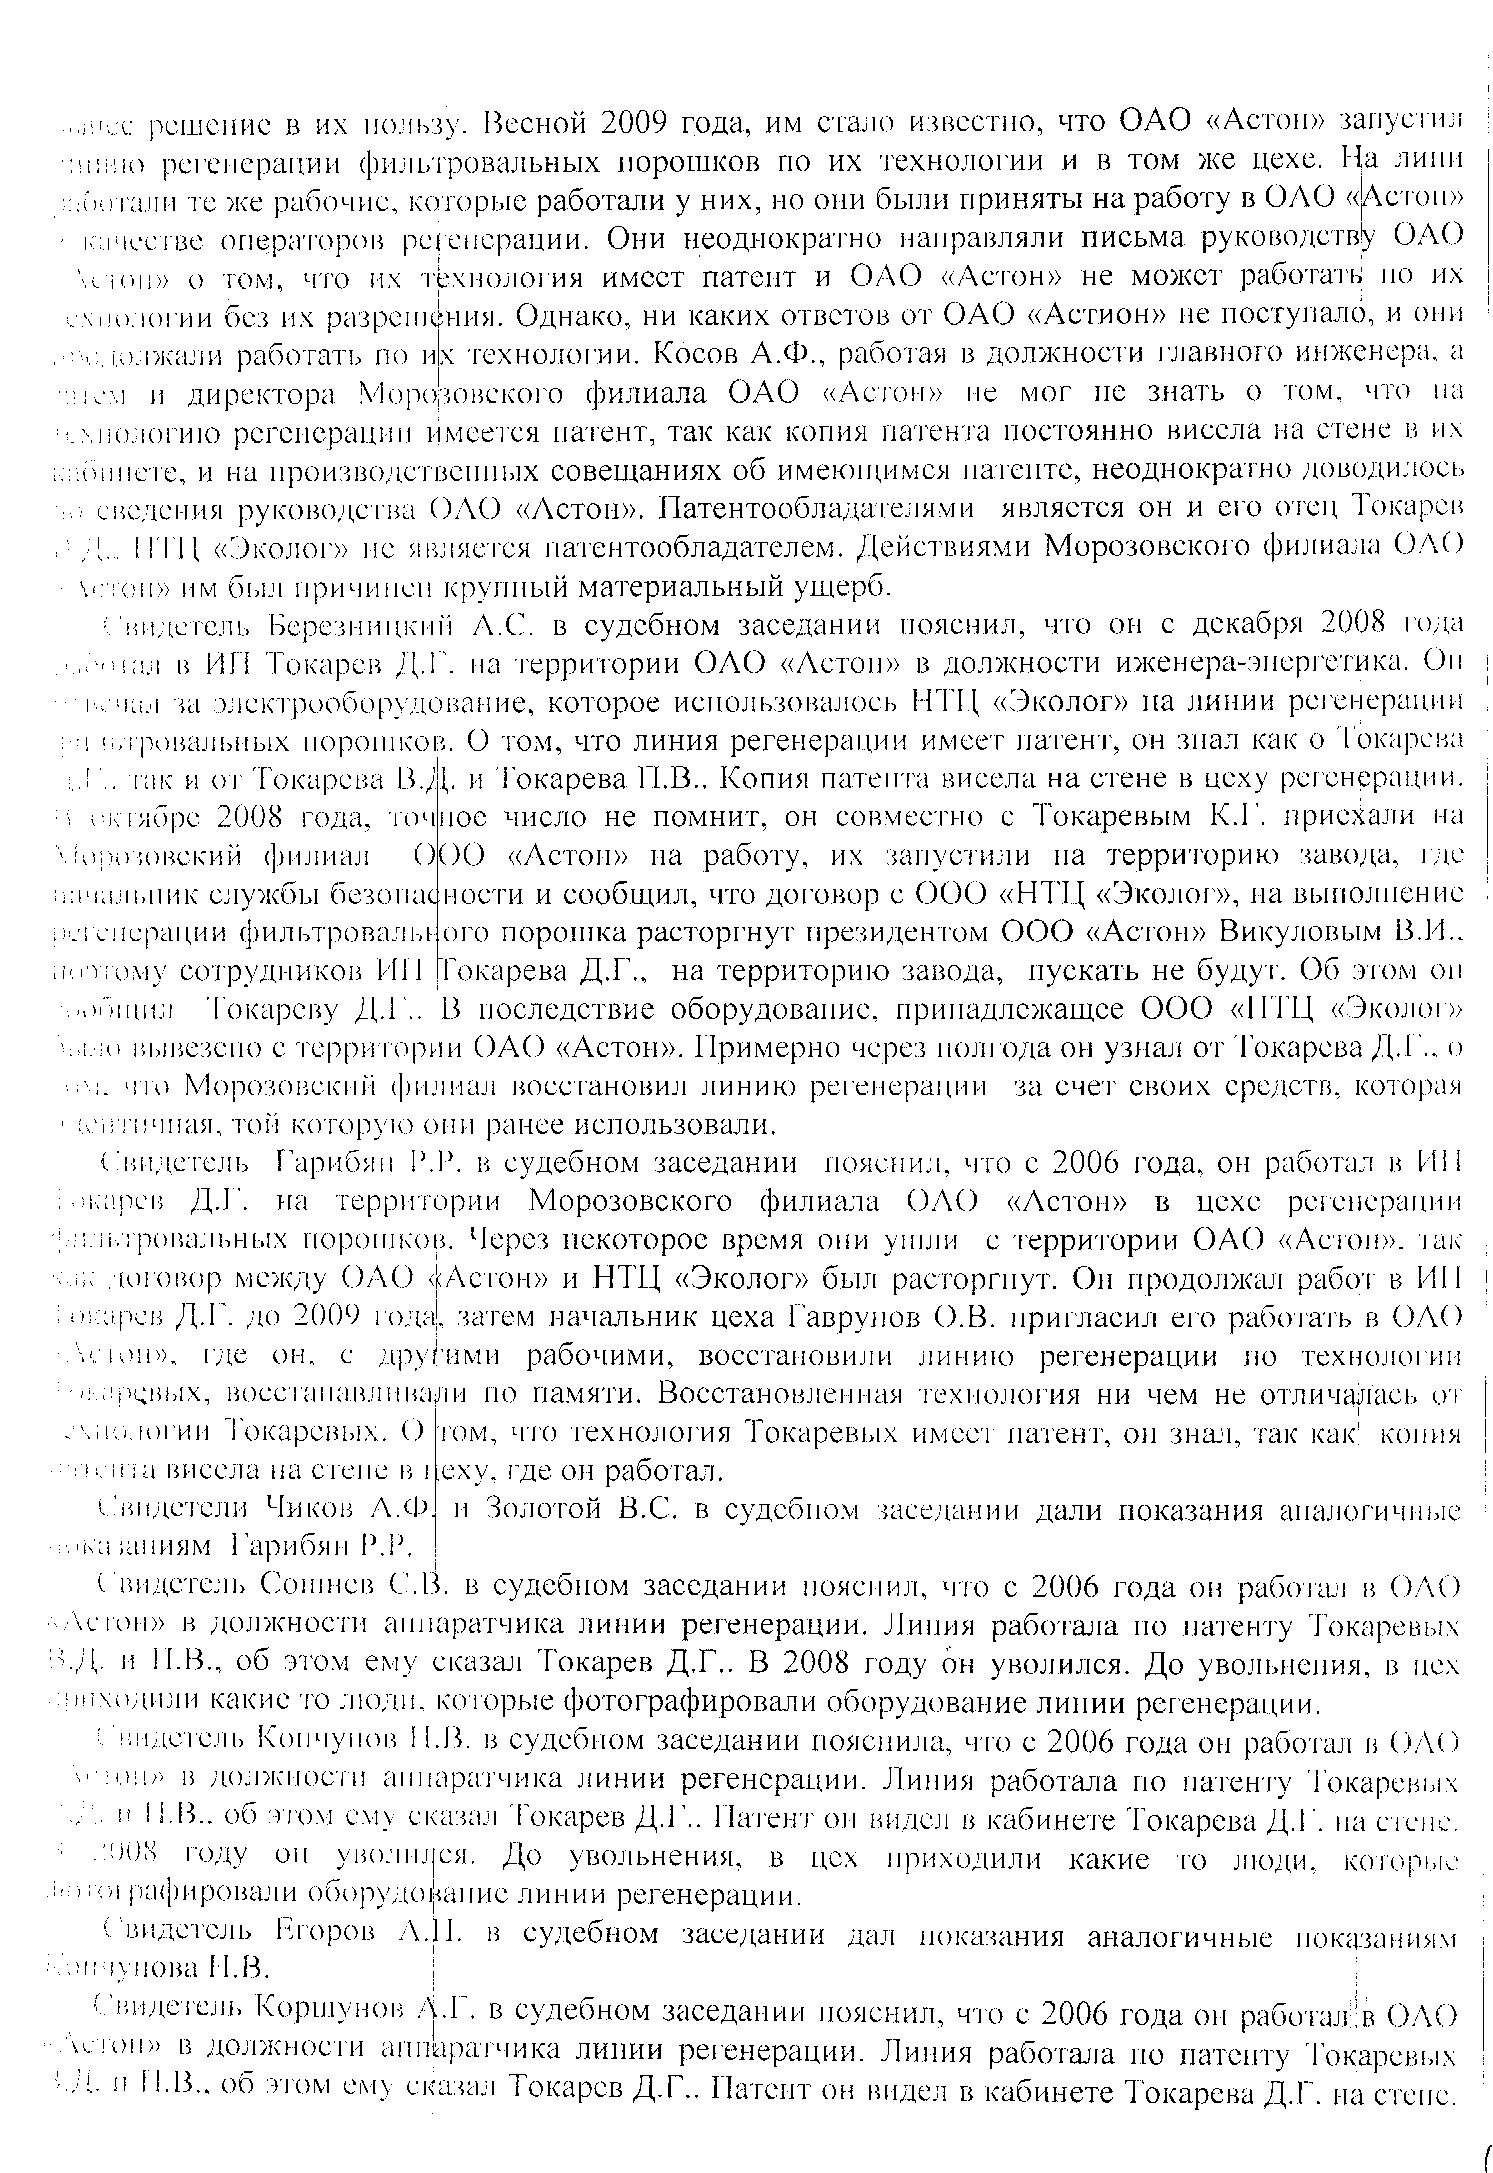 решение в их пользу. Весной 2009 года, им стало известно, что ОАО «Астон» запустил
линию регенерации фильтровальных порошков по их технологии и в том же цехе. На лини
работали те же рабочие, которые работали у них, но они были приняты на работу в ОАО «Астон»
качестве операторов регенерации. Они неоднократно направляли письма руководству ОАО
«Астон» о том, что их технология имеет патент и ОАО «Астон» не может работать по их
технологии без их разрешения. Однако, ни каких ответов от ОАО «Астион» не поступало, и они
продолжали работать по их технологии. Косов А.Ф., работая в должности главного инженера, а
затем и директора Морозовского филиала ОАО «Астон» не мог не знать о том, что на
технологию регенерации имеется патент, так как копия патента постоянно висела на стене в их
кабинете, и на производственных совещаниях об имеющимся патенте, неоднократно доводилось
до сведения руководства ОАО «Астон». Патентообладателями является он и его отец Токарев
В.Д.. НТЦ «Эколог» не является патентообладателем. Действиями Морозовского филиала ОАО
«Астон» им был причинен крупный материальный ущерб.
Свидетель Березницкий А.С. в судебном заседании пояснил, что он с декабря 2008 года
работал в ИП Токарев Д.Г. на территории ОАО «Астон» в должности иженера-энергетика. Он
отвечал за электрооборудование, которое использовалось НТЦ «Эколог» на линии регенерации
фильтровальных порошков. О том, что линия регенерации имеет патент, он знал как о Токарева
Д.Г., так и от Токарева В.Д. и Токарева П.В.. Копия патента висела на стене в цеху регенерации.
В октябре 2008 года, точное число не помнит, он совместно с Токаревым К.Г. приехали на
Морозовский филиал ООО «Астон» на работу, их запустили на территорию завода, где
начальник службы безопасности и сообщил, что договор с ООО «НТЦ «Эколог», на выполнение
регенерации фильтровального порошка расторгнут президентом ООО «Астон» Викуловым В.И.,
поэтому сотрудников ИП Токарева Д.Г., на территорию завода, пускать не будут. Об этом он
сообщил Токареву Д.Г.. В последствие оборудование, принадлежащее ООО «НТЦ «Эколог»
было вывезено с территории ОАО «Астон». Примерно через полгода он узнал от Токарева Д.Г., о
том, что Морозовский филиал восстановил линию регенерации за счет своих средств, которая
идентичная, той которую они ранее использовали.
Свидетель Гарибян Р.Р. в судебном заседании пояснил, что с 2006 года, он работал в ИП
Токарев Д.Г. на территории Морозовского филиала ОАО «Астон» в цехе регенерации
фильтровальных порошков. Через некоторое время они ушли с территории ОАО «Астон», так
как договор между ОАО «Астон» и НТЦ «Эколог» был расторгнут. Он продолжал работ в ИП
Токарев Д.Г. до 2009 года, затем начальник цеха Гаврунов О.В. пригласил его работать в ОАО
«Астон», где он, с другими рабочими, восстановили линию регенерации по технологии
Токаревых, восстанавливали по памяти. Восстановленная технология ни чем не отличалась от
технологии Токаревых. О том, что технология Токаревых имеет патент, он знал, так как копия
патента висела на стене в цеху, где он работал.
Свидетели Чиков А.Ф. и Золотой В.С. в судебном заседании дали показания аналогичные
показаниям Гарибян Р.Р.
Свидетель Сошнев С.В. в судебном заседании пояснил, что с 2006 года он работал в ОАО
«Астон» в должности аппаратчика линии регенерации. Линия работала по патенту Токаревых
В.Д. и П.В., об этом ему сказал Токарев Д.Г.. В 2008 году он уволился. До увольнения, в цех
приходили какие то люди, которые фотографировали оборудование линии регенерации.
Свидетель Кончунов Н.В. в судебном заседании пояснила, что с 2006 года он работал в ОАО
«Астон» в должности аппаратчика линии регенерации. Линия работала по патенту Токаревых
В.Д. и П.В., об этом ему сказал Токарев Д.Г.. Патент он видел в кабинете Токарева Д.Г. на стене.
В 2008 году он уволился. До увольнения, в цех приходили какие то люди, которые
фотографировали оборудование линии регенерации.
Свидетель Егоров А.П. в судебном заседании дал показания аналогичные показаниям
Кончунова Н.В.
Свидетель Коршунов А.Г. в судебном заседании пояснил, что с 2006 года он работал в ОАО
«Астон» в должности аппаратчика линии регенерации. Линия работала по патенту Токаревых
В.Д. и П.В., об этом ему сказал Токарев Д.Г.. Патент он видел в кабинете Токарева Д.Г. на стене.